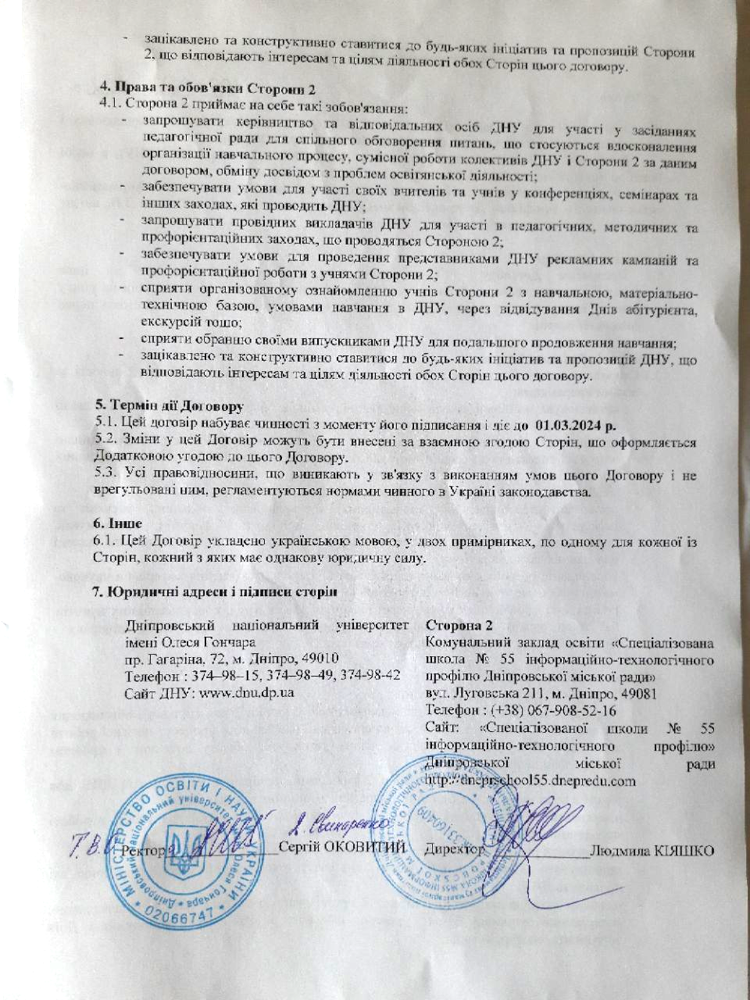 - зацікавлено та конструктивно ставитися до будь-яких ініціатив та пропозицій Сторони
2, що відповідають інтересам та цілям діяльності обох Сторін цього договору.
4. Права та обов'язки Сторони 2
4.1. Сторона 2 приймає на себе такі зобов'язання:
- запрошувати керівництво та відповідальних осіб ДНУ для участі у засіданнях
педагогічної ради для спільного обговорення питань, що стосуються вдосконалення
організації навчального процесу, сумісної роботи колективів ДНУ і Сторони 2 за даним
договором, обміну досвідом з проблем освітянської діяльності;
- забезпечувати умови для участі своїх вчителів та учнів у конференціях, семінарах та
інших заходах, які проводить ДНУ;
- запрошувати провідних викладачів ДНУ для участі в педагогічних, методичних та
профорієнтаційних заходах, що проводяться Стороною 2;
- забезпечувати умови для проведення представниками ДНУ рекламних кампаній та
профорієнтаційної роботи з учнями Сторони 2;
- сприяти організованому ознайомленню учнів Сторони 2 з навчальною, матеріально-
технічною базою, умовами навчання в ДНУ, через відвідування Днів абітурієнта,
екскурсій тощо;
- сприяти обранню своїми випускниками ДНУ для подальшого продовження навчання;
- зацікавлено та конструктивно ставитися до будь-яких ініціатив та пропозицій ДНУ, що
відповідають інтересам та цілям діяльності обох Сторін цього договору.
5. Термін дії Договору
5.1. Цей договір набуває чинності з моменту його підписання і діє до 01.03.2024 р.
5.2. Зміни у цей Договір можуть бути внесені за взаємною згодою Сторін, що оформляється
Додатковою угодою до цього Договору.
5.3. Усі правовідносини, що виникають у зв'язку з виконанням умов цього Договору і не
врегульовані ним, регламентуються нормами чинного в Україні законодавства.
6. Інше
6.1. Цей Договір укладено українською мовою, у двох примірниках, по одному для кожної із
Сторін, кожний з яких має однакову юридичну силу.
7. Юридичні адреси і підписи сторін
Дніпровський національний університет
імені Олеся Гончара
пр. Гагаріна, 72, м. Дніпро, 49010
Телефон : 374–98–15, 374–98–49, 374-98-42
Сайт ДНУ: www.dnu.dp.ua
Сторона 2
Комунальний заклад освіти «Спеціалізована
школа № 55 інформаційно-технологічного
профілю Дніпровської міської ради»
вул. Луговська 211, м. Дніпро, 49081
Телефон : (+38) 067-908-52-16
Сайт: «Спеціалізованої школи № 55
інформаційно-технологічного профілю»
Дніпровської міської ради
http://dneprschool55.dnepredu.com
Т.В.О. Ректора Д. Свинаренко Сергій ОКОВИТИЙ
Директор Людмила КІЯШКО
МІНІСТЕРСТВО ОСВІТИ І НАУКИ УКРАЇНИ
Дніпровський національний університет Олеся Гончара
02066747